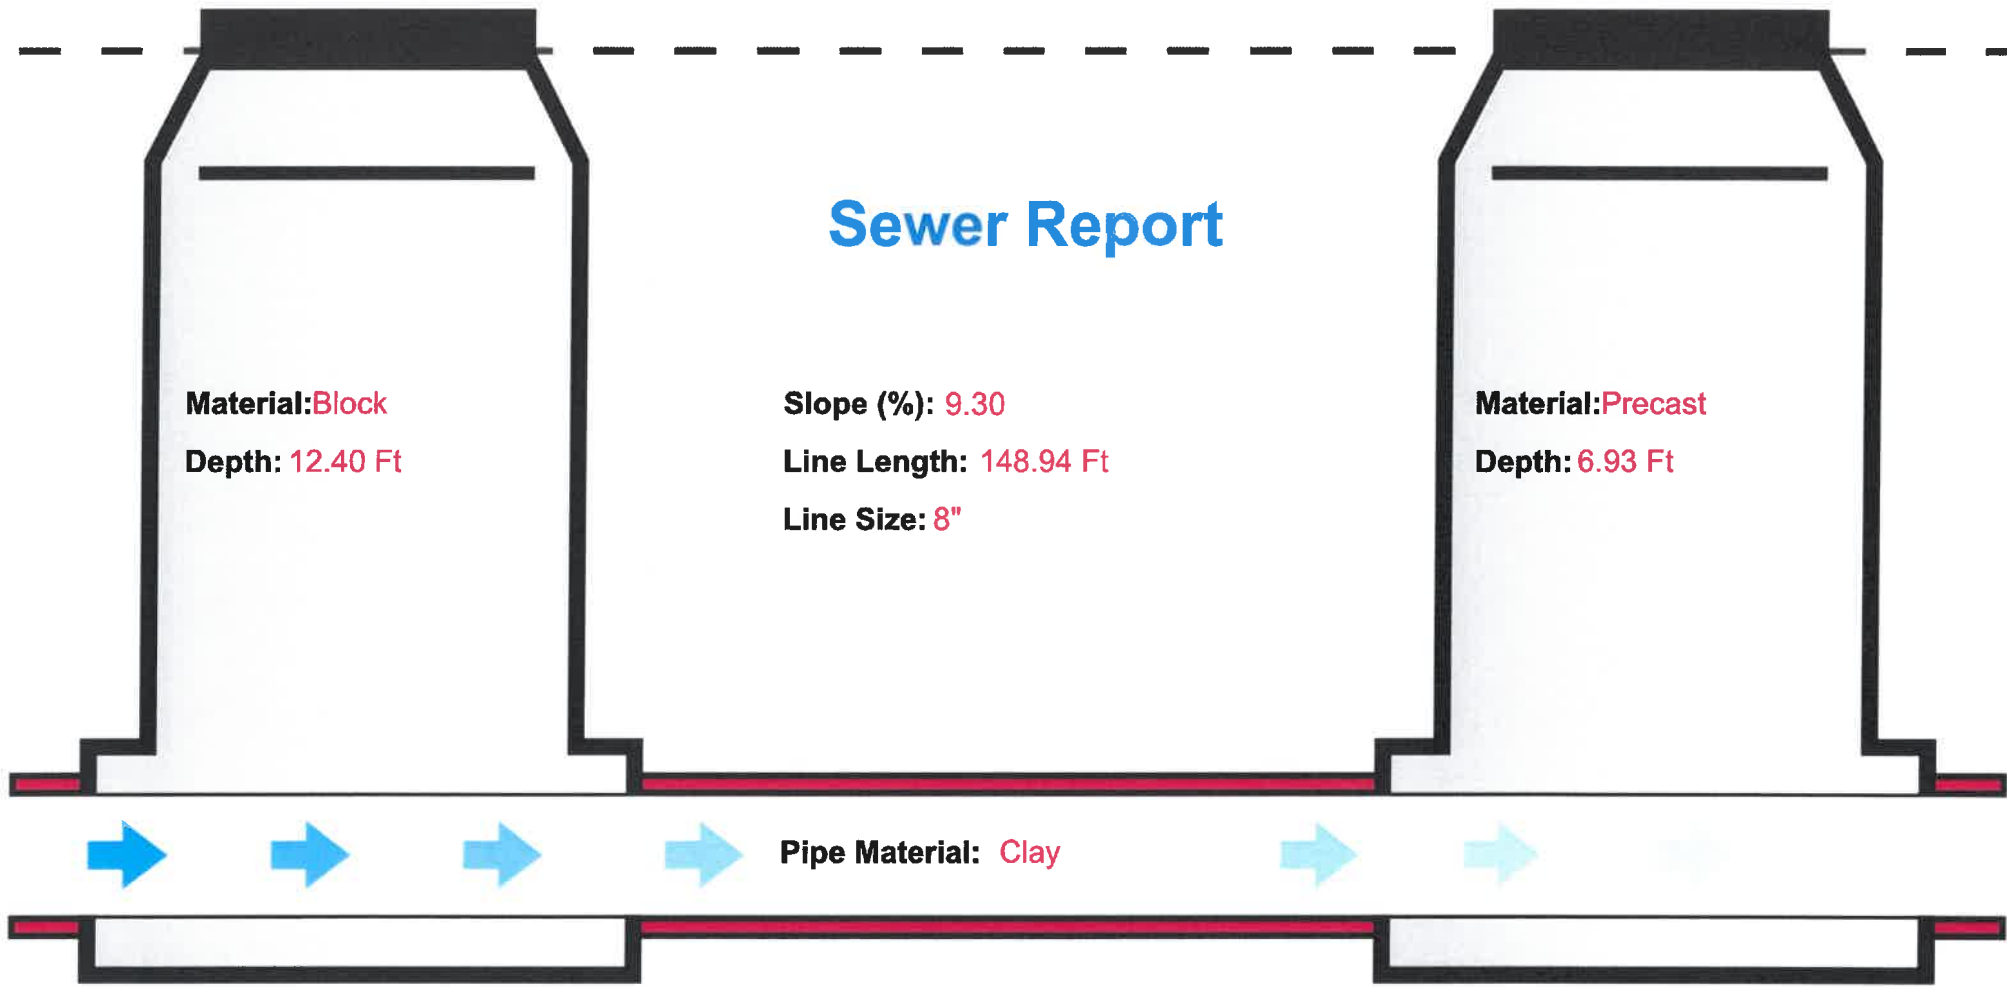 Sewer Report
Material:Block
Depth: 12.40 Ft
Slope (%): 9.30
Line Length: 148.94 Ft
Line Size: 8"
Material:Precast
Depth: 6.93 Ft
Pipe Material: Clay